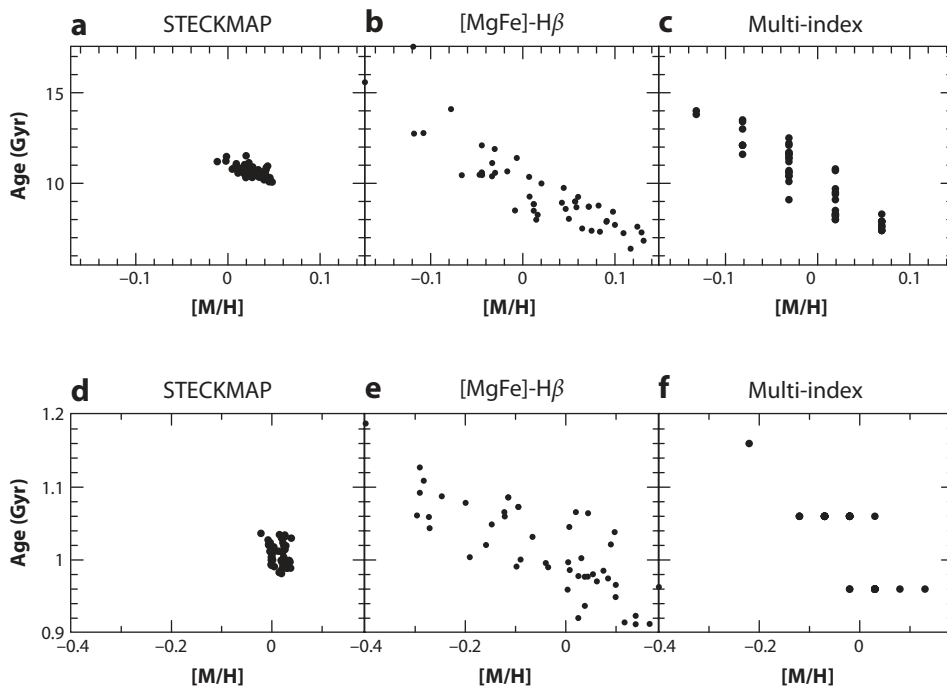 a STECKMAP b [MgFe]-Hβ c Multi-index
15
10
Age (Gyr)
−0.1 0 0.1 −0.1 0 0.1 −0.1 0 0.1
[M/H] [M/H] [M/H]
d STECKMAP e [MgFe]-Hβ f Multi-index
1.2
1.1
1
0.9
Age (Gyr)
−0.4 −0.2 0 −0.4 −0.2 0 −0.4 −0.2 0
[M/H] [M/H] [M/H]